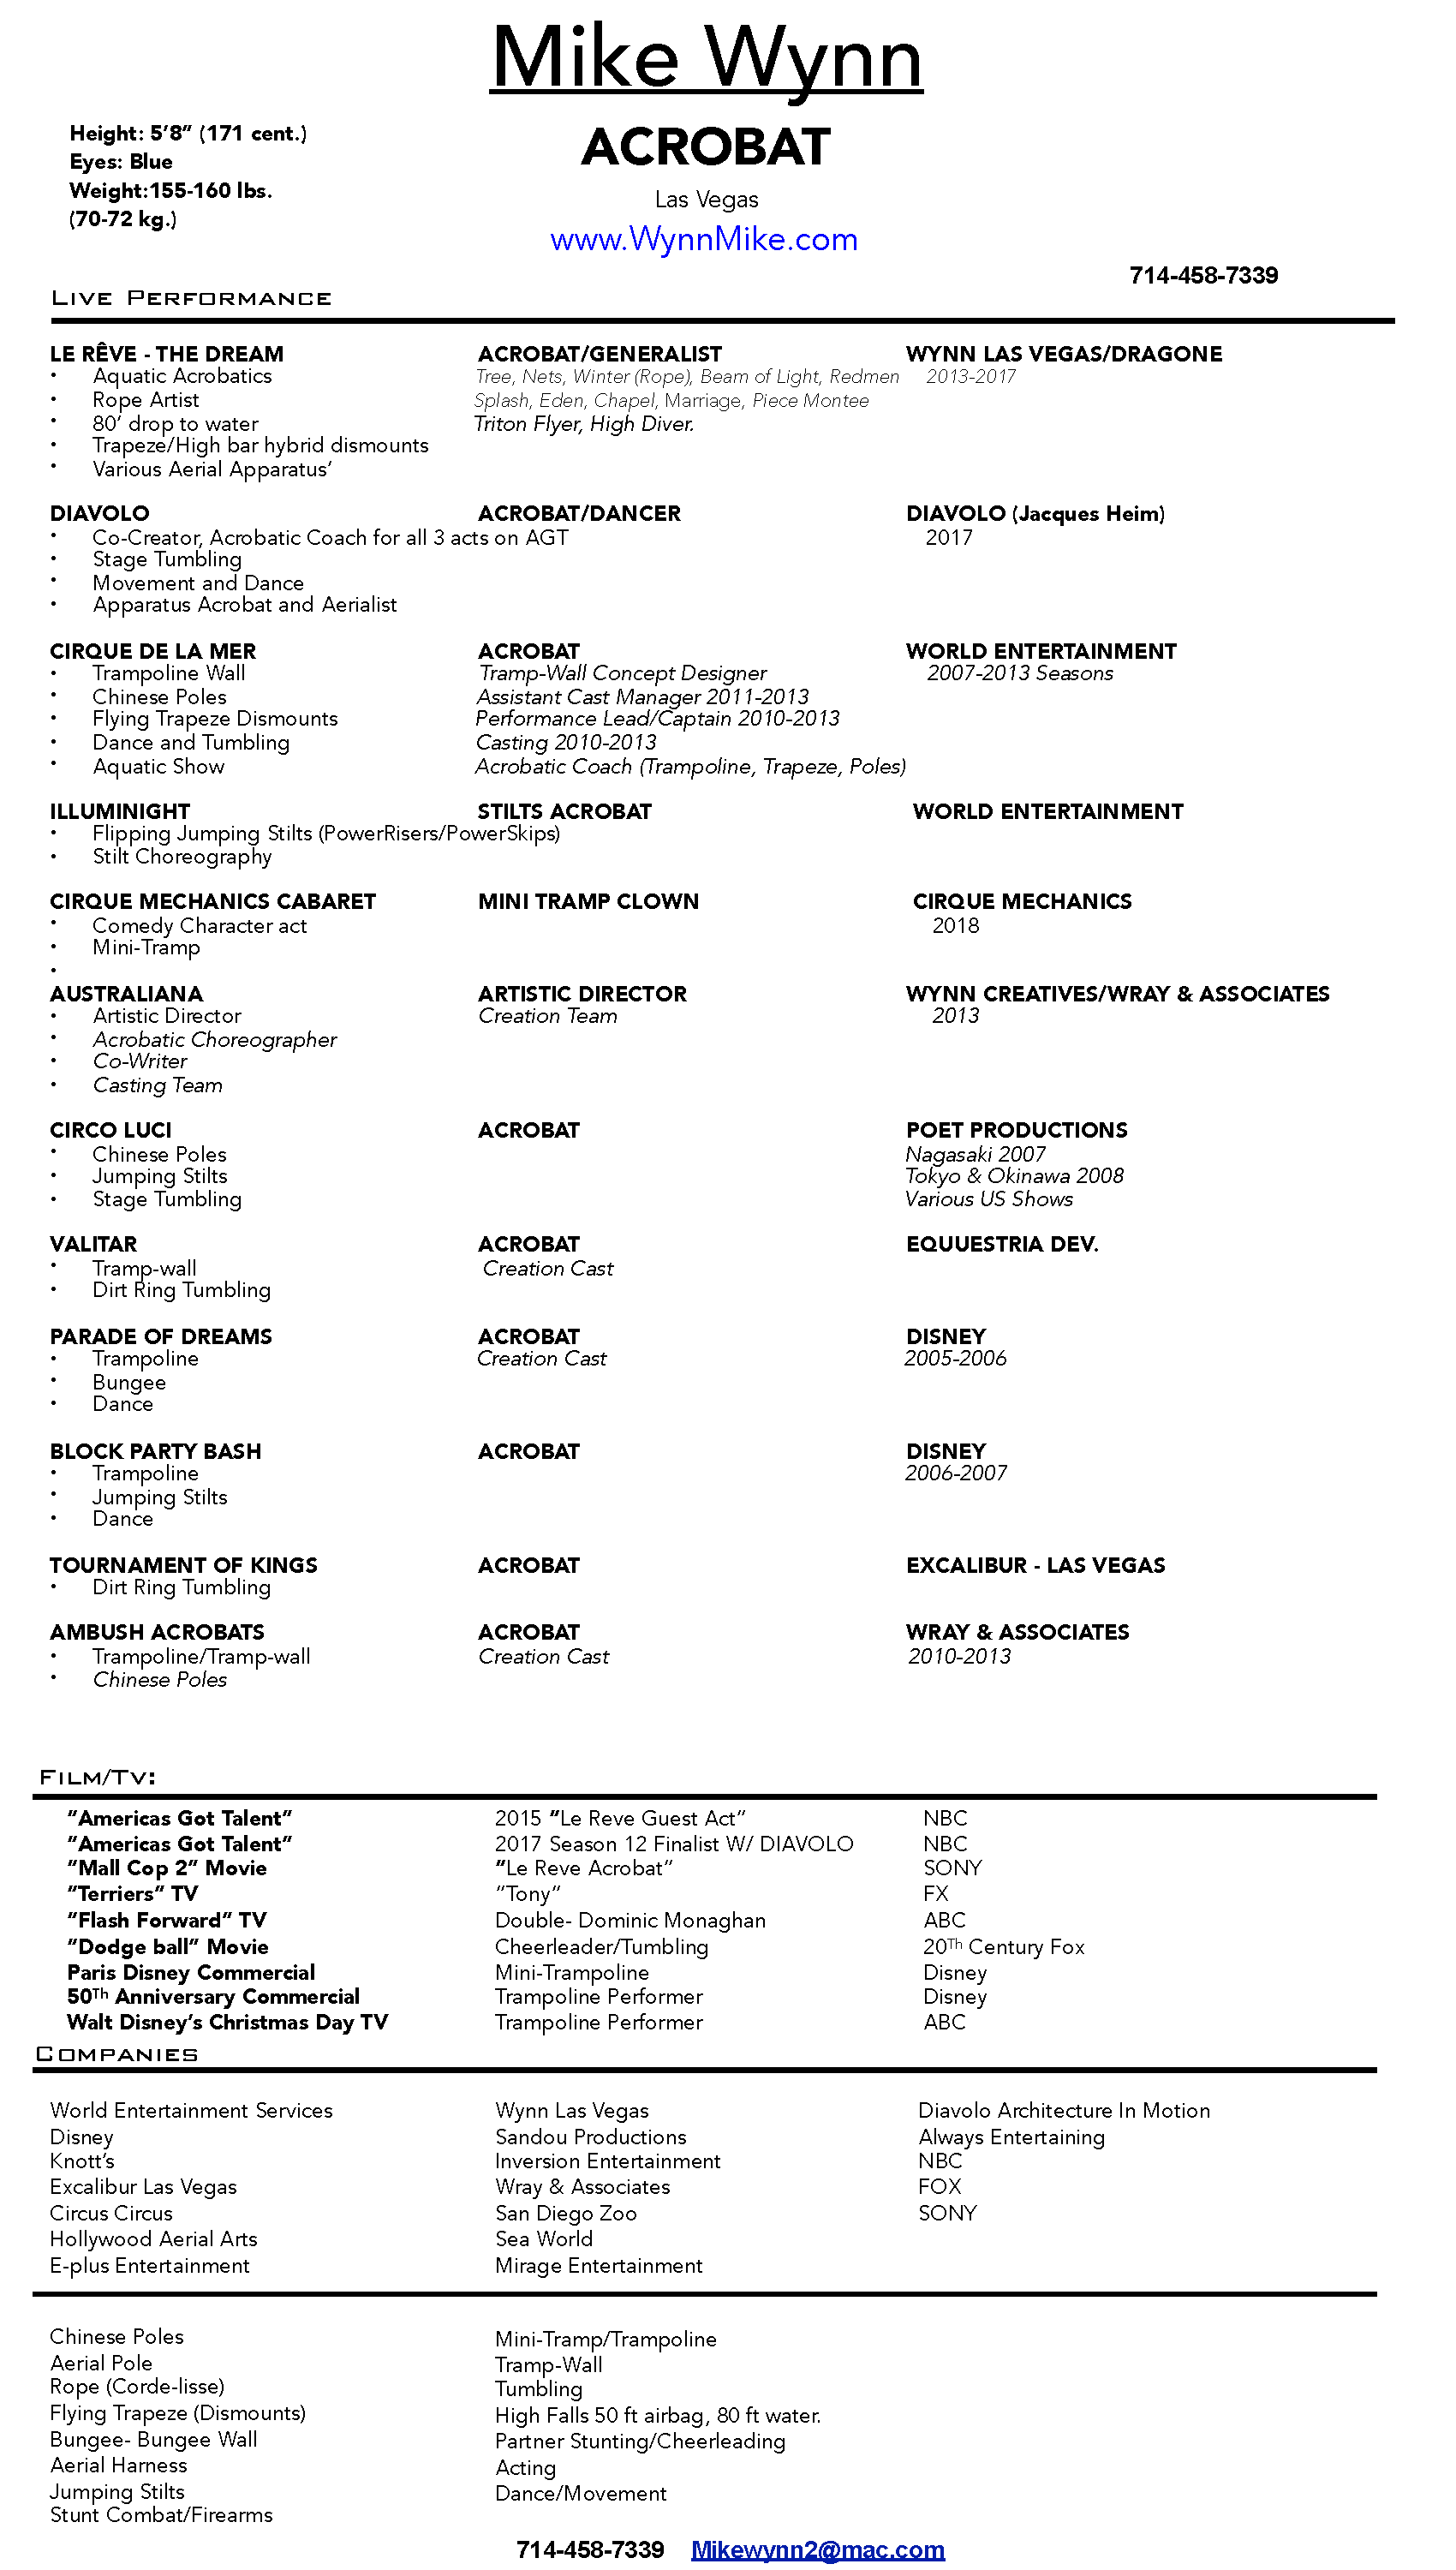 Mike Wynn
Height: 5’8” (171 cent.) ACROBAT
Eyes: Blue
Weight:155-160 lbs. Las Vegas
(70-72 kg.) www.WynnMike.com
714-458-7339
Live Performance
LE RÊVE - THE DREAM ACROBAT/GENERALIST WYNN LAS VEGAS/DRAGONE
• Aquatic Acrobatics Tree, Nets, Winter (Rope), Beam of Light, Redmen 2013-2017
• Rope Artist Splash, Eden, Chapel, Marriage, Piece Montee
• 80’ drop to water Triton Flyer, High Diver.
• Trapeze/High bar hybrid dismounts
• Various Aerial Apparatus’
DIAVOLO ACROBAT/DANCER DIAVOLO (Jacques Heim)
• Co-Creator, Acrobatic Coach for all 3 acts on AGT 2017
• Stage Tumbling
• Movement and Dance
• Apparatus Acrobat and Aerialist
CIRQUE DE LA MER ACROBAT WORLD ENTERTAINMENT
• Trampoline Wall Tramp-Wall Concept Designer 2007-2013 Seasons
• Chinese Poles Assistant Cast Manager 2011-2013
• Flying Trapeze Dismounts Performance Lead/Captain 2010-2013
• Dance and Tumbling Casting 2010-2013
• Aquatic Show Acrobatic Coach (Trampoline, Trapeze, Poles)
ILLUMINIGHT STILTS ACROBAT WORLD ENTERTAINMENT
• Flipping Jumping Stilts (PowerRisers/PowerSkips)
• Stilt Choreography
CIRQUE MECHANICS CABARET MINI TRAMP CLOWN CIRQUE MECHANICS
• Comedy Character act 2018
• Mini-Tramp
•
AUSTRALIANA ARTISTIC DIRECTOR WYNN CREATIVES/WRAY & ASSOCIATES
• Artistic Director Creation Team 2013
• Acrobatic Choreographer
• Co-Writer
• Casting Team
CIRCO LUCI ACROBAT POET PRODUCTIONS
• Chinese Poles Nagasaki 2007
• Jumping Stilts Tokyo & Okinawa 2008
• Stage Tumbling Various US Shows
VALITAR ACROBAT EQUUESTRIA DEV.
• Tramp-wall Creation Cast
• Dirt Ring Tumbling
PARADE OF DREAMS ACROBAT DISNEY
• Trampoline Creation Cast 2005-2006
• Bungee
• Dance
BLOCK PARTY BASH ACROBAT DISNEY
• Trampoline 2006-2007
• Jumping Stilts
• Dance
TOURNAMENT OF KINGS ACROBAT EXCALIBUR - LAS VEGAS
• Dirt Ring Tumbling
AMBUSH ACROBATS ACROBAT WRAY & ASSOCIATES
• Trampoline/Tramp-wall Creation Cast 2010-2013
• Chinese Poles
Film/Tv:
”Americas Got Talent” 2015 “Le Reve Guest Act” NBC
”Americas Got Talent” 2017 Season 12 Finalist W/ DIAVOLO NBC
”Mall Cop 2” Movie “Le Reve Acrobat” SONY
”Terriers” TV ”Tony” FX
”Flash Forward” TV Double- Dominic Monaghan ABC
”Dodge ball” Movie Cheerleader/Tumbling 20Th Century Fox
Paris Disney Commercial Mini-Trampoline Disney
50Th Anniversary Commercial Trampoline Performer Disney
Walt Disney’s Christmas Day TV Trampoline Performer ABC
Companies
World Entertainment Services Wynn Las Vegas Diavolo Architecture In Motion
Disney Sandou Productions Always Entertaining
Knott’s Inversion Entertainment NBC
Excalibur Las Vegas Wray & Associates FOX
Circus Circus San Diego Zoo SONY
Hollywood Aerial Arts Sea World
E-plus Entertainment Mirage Entertainment
Chinese Poles Mini-Tramp/Trampoline
Aerial Pole Tramp-Wall
Rope (Corde-lisse) Tumbling
Flying Trapeze (Dismounts) High Falls 50 ft airbag, 80 ft water.
Bungee- Bungee Wall Partner Stunting/Cheerleading
Aerial Harness Acting
Jumping Stilts Dance/Movement
Stunt Combat/Firearms
714-458-7339 Mikewynn2@mac.com